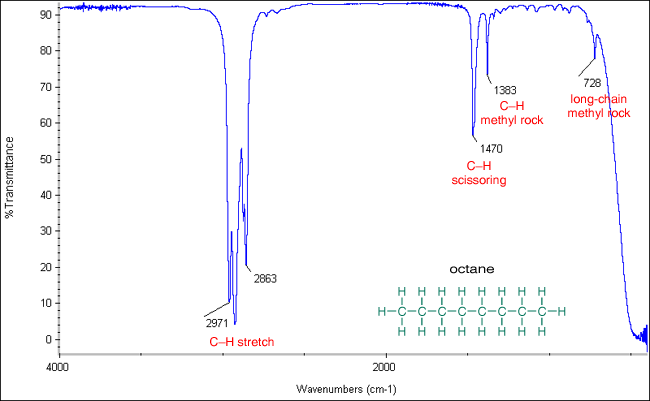 90
80
70
60
50
40
30
20
10
0
%Transmittance
1383
C–H
methyl rock
728
long-chain
methyl rock
1470
C–H
scissoring
2863
2971
C–H stretch
octane
H H H H H H H H
H–C–C–C–C–C–C–C–C–H
H H H H H H H H
4000
2000
Wavenumbers (cm-1)